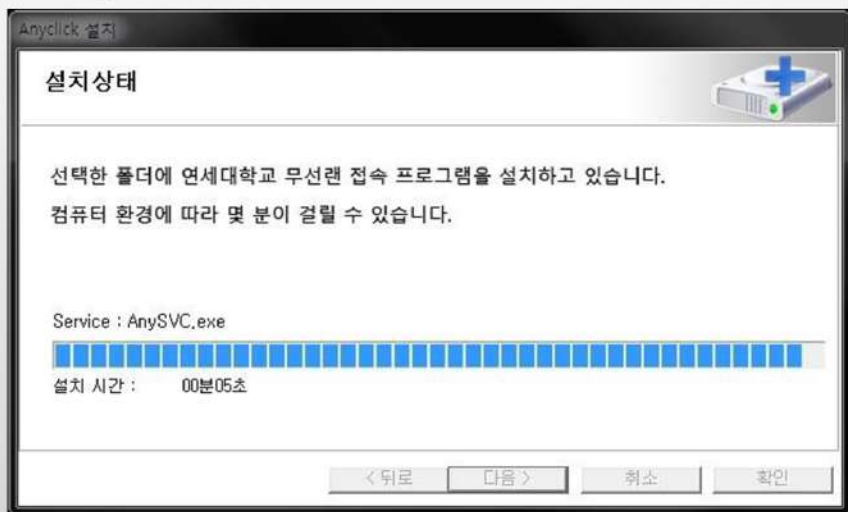 Anyclick 설치
설치상태
선택한 폴더에 연세대학교 무선랜 접속 프로그램을 설치하고 있습니다.
컴퓨터 환경에 따라 몇 분이 걸릴 수 있습니다.
Service : AnySVC.exe
설치 시간 : 00분05초
< 뒤로 다음 > 취소 확인